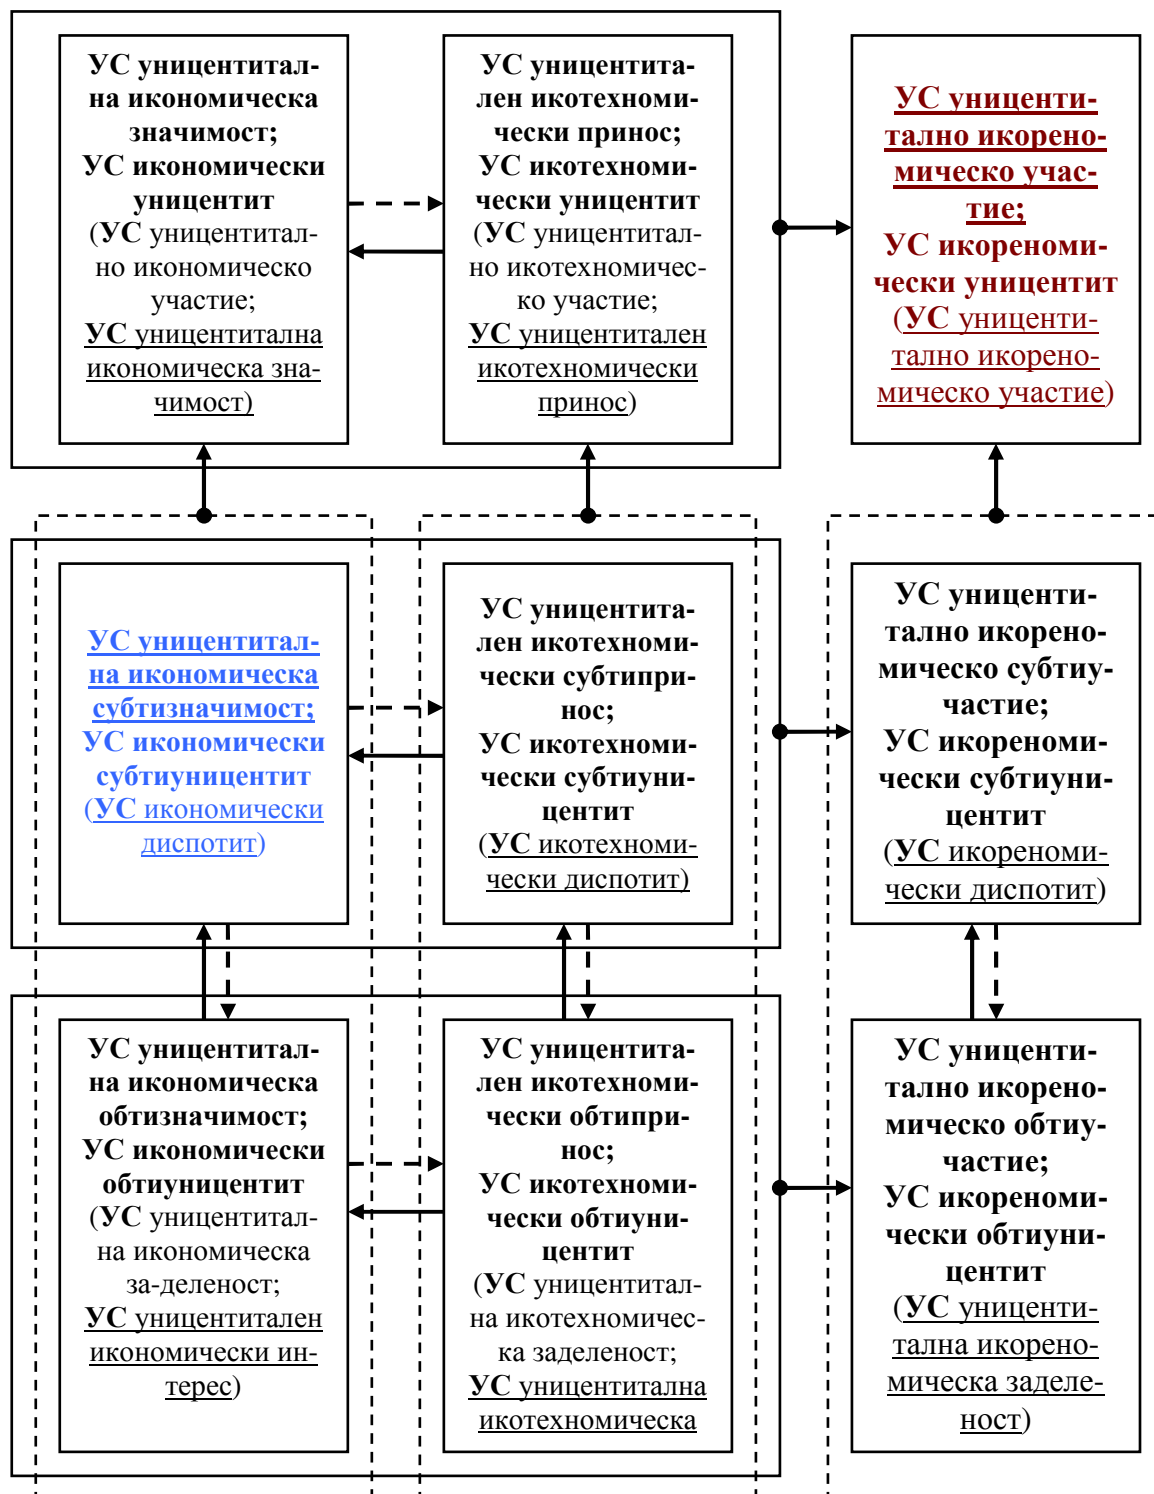 УС уницентитал-
на икономическа
значимост;
УС икономически
уницентит
(УС уницентитал-
но икономическо
участие;
УС уницентитална
икономическа зна-
чимост)
УС уницентита-
лен икотехноми-
чески принос;
УС икотехноми-
чески уницентит
(УС уницентитал-
но икотехномичес-
ко участие;
УС уницентитален
икотехномически
принос)
УС униценти-
тално икорено-
мическо учас-
тие;
УС икореноми-
чески уницентит
(УС униценти-
тално икорено-
мическо участие)
УС уницентитал-
на икономическа
субтизначимост;
УС икономически
субтиуницентит
(УС икономически
диспотит)
УС уницентита-
лен икотехноми-
чески субтипри-
нос;
УС икотехноми-
чески субтиуни-
центит
(УС икотехноми-
чески диспотит)
УС униценти-
тално икорено-
мическо субтиу-
частие;
УС икореноми-
чески субтиуни-
центит
(УС икореноми-
чески диспотит)
УС уницентитал-
на икономическа
обтизначимост;
УС икономически
обтиуницентит
(УС уницентитал-
на икономическа
за-деленост;
УС уницентитален
икономически ин-
терес)
УС уницентита-
лен икотехноми-
чески обтипри-
нос;
УС икотехноми-
чески обтиуни-
центит
(УС уницентитал-
на икотехномичес-
ка заделеност;
УС уницентитална
икотехномическа
УС униценти-
тално икорено-
мическо обтиу-
частие;
УС икореноми-
чески обтиуни-
центит
(УС униценти-
тална икорено-
мическа заделе-
ност)